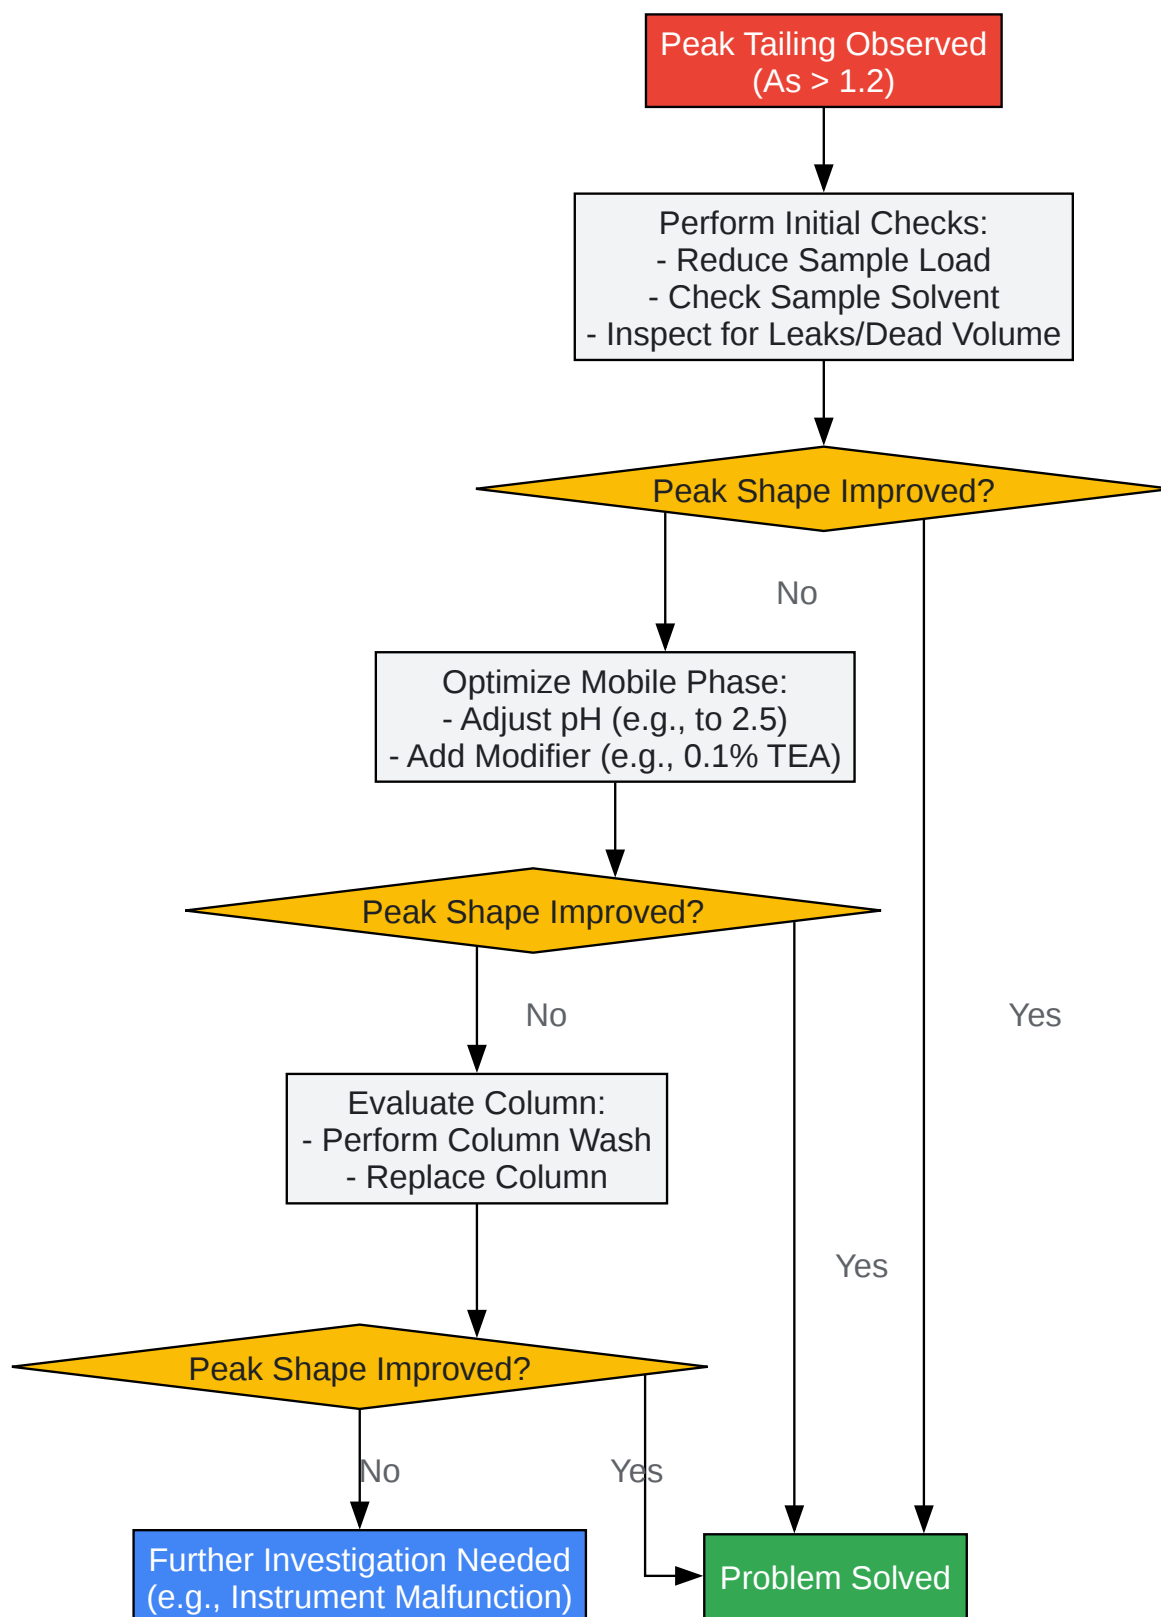 Peak Tailing Observed
(As > 1.2)
Perform Initial Checks:
- Reduce Sample Load
- Check Sample Solvent
- Inspect for Leaks/Dead Volume
Peak Shape Improved?
No
Optimize Mobile Phase:
- Adjust pH (e.g., to 2.5)
- Add Modifier (e.g., 0.1% TEA)
Peak Shape Improved?
No
Yes
Evaluate Column:
- Perform Column Wash
- Replace Column
Yes
Peak Shape Improved?
No
Yes
Further Investigation Needed
(e.g., Instrument Malfunction)
Problem Solved